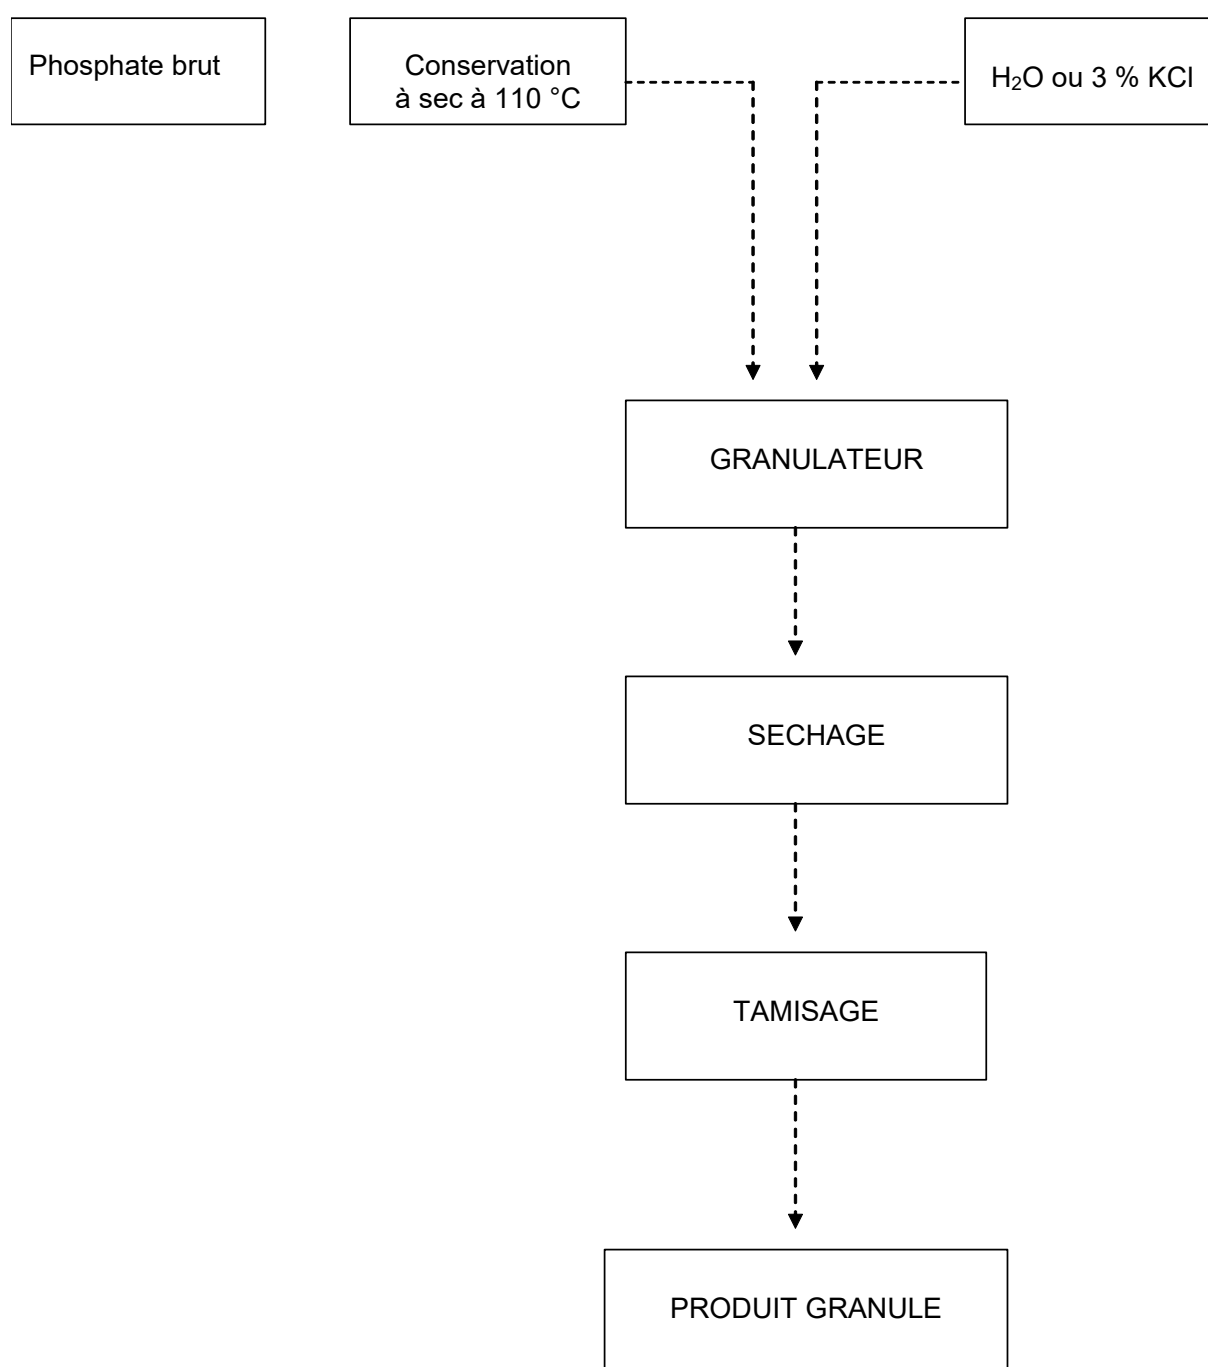 Phosphate brut
Conservation
à sec à 110 °C
H₂O ou 3 % KCl
GRANULATEUR
SECHAGE
TAMISAGE
PRODUIT GRANULE